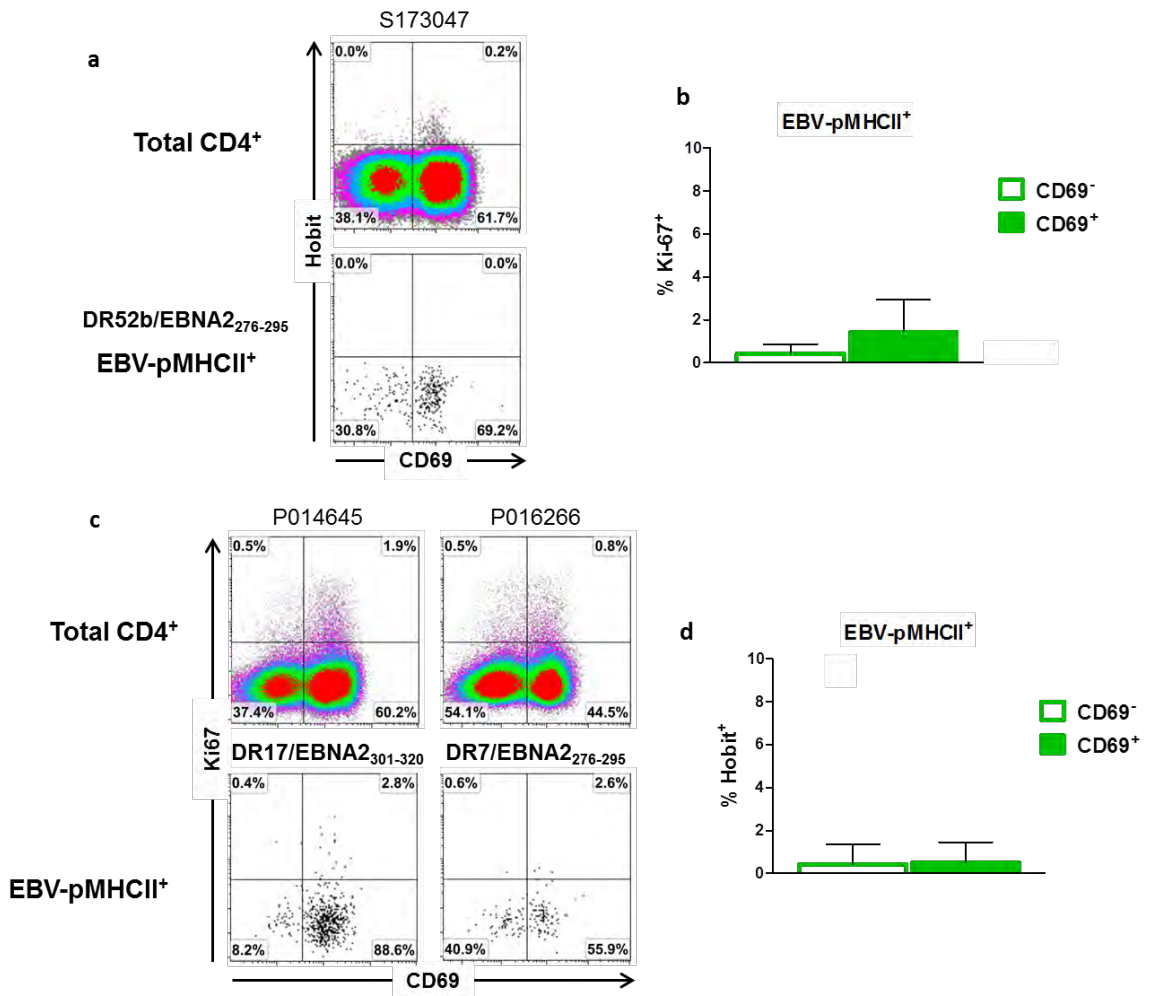 a
S173047
0.0% 0.2%
Total CD4+
38.1% 61.7%
Hobit
0.0% 0.0%
DR52b/EBNA2276-295
EBV-pMHCII+
30.8% 69.2%
CD69
b
EBV-pMHCII+
10
8
6
4
2
0
% Ki-67+
CD69-
CD69+
c
P014645 P016266
0.5% 1.9% 0.5% 0.8%
Total CD4+
37.4% 60.2% 54.1% 44.5%
Ki67
DR17/EBNA2301-320 DR7/EBNA2276-295
0.4% 2.8% 0.6% 2.6%
EBV-pMHCII+
8.2% 88.6% 40.9% 55.9%
CD69
d
EBV-pMHCII+
10
8
6
4
2
0
% Hobit+
CD69-
CD69+